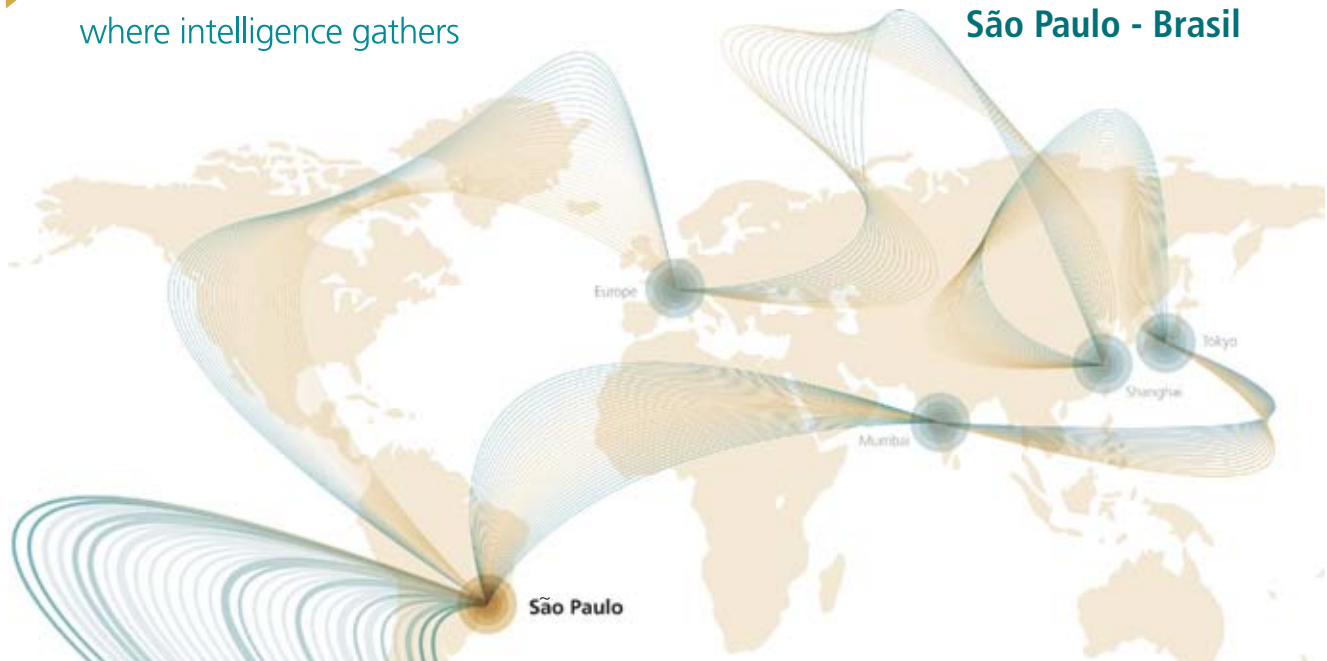 where intelligence gathers
São Paulo - Brasil
Europe
Tokyo
Shanghai
Mumbai
São Paulo